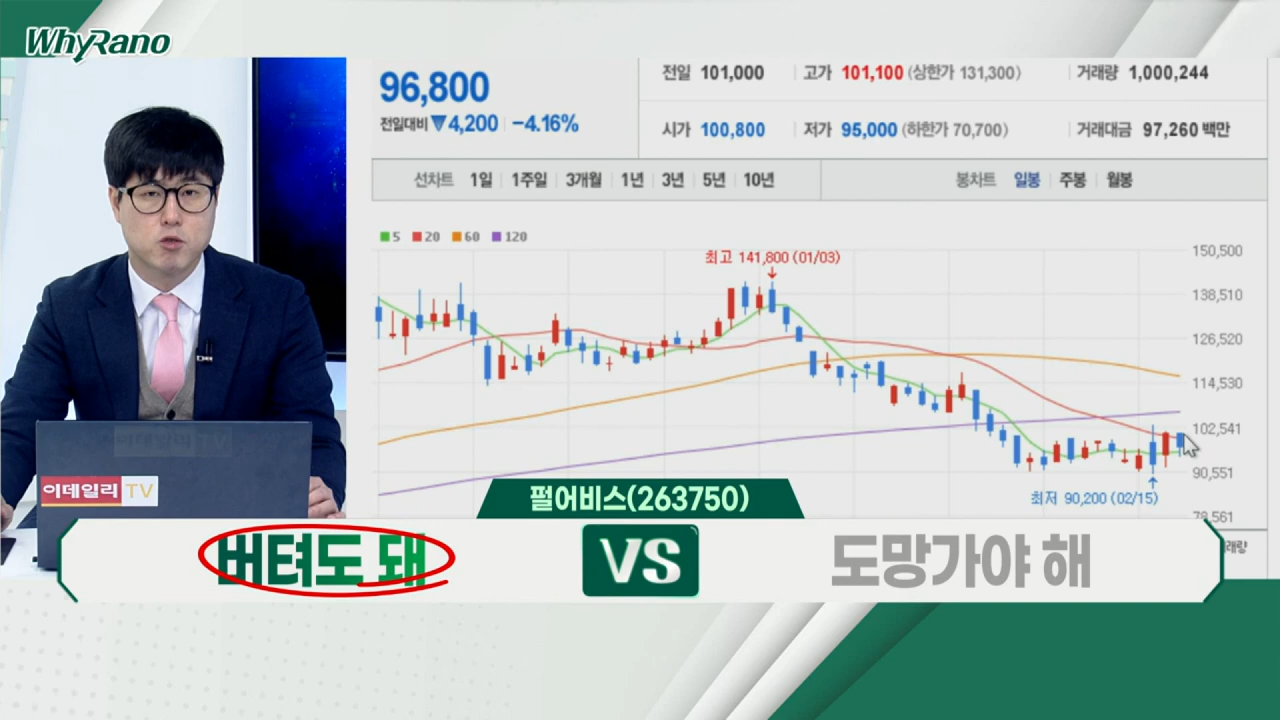 WhyRano
96,800
전일대비 ▼4,200 -4.16%
전일 101,000 고가 101,100 (상한가 131,300) 거래량 1,000,244
시가 100,800 저가 95,000 (하한가 70,700) 거래대금 97,260 백만
선차트 1일 1주일 3개월 1년 3년 5년 10년 봉차트 일봉 주봉 월봉
5 20 60 120
최고 141,800 (01/03)
150,500
138,510
126,520
114,530
102,541
90,551
78,561
최저 90,200 (02/15)
이데일리 TV
이데일리 TV
펄어비스(263750)
버텨도 돼 VS 도망가야 해